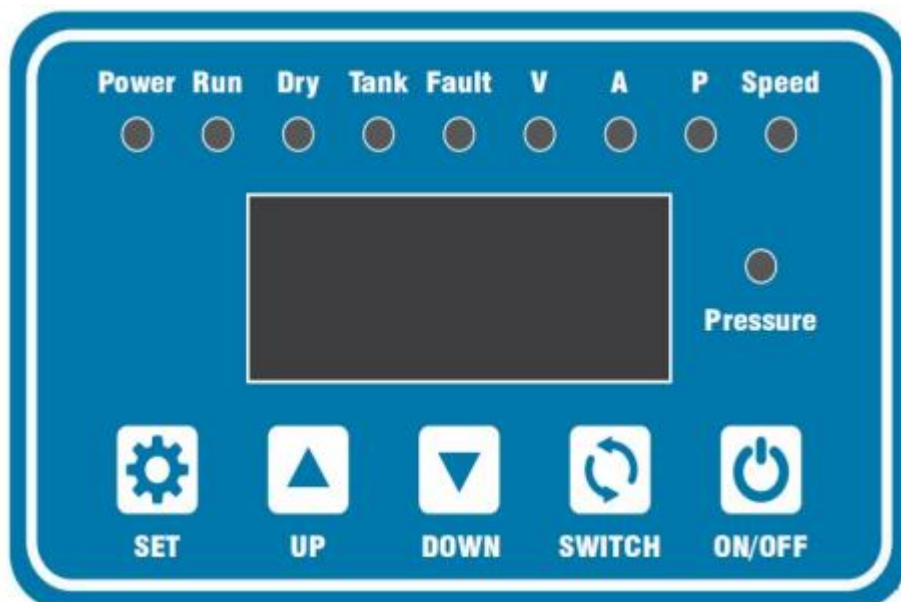 Power Run Dry Tank Fault V A P Speed
Pressure
SET UP DOWN SWITCH ON/OFF